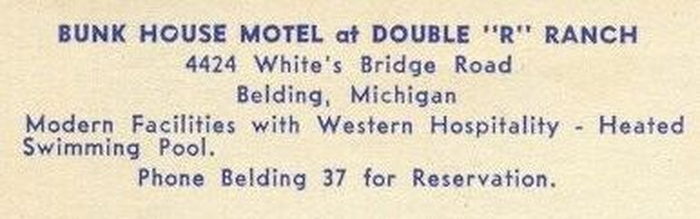 BUNK HOUSE MOTEL at DOUBLE "R" RANCH
4424 White's Bridge Road
Belding, Michigan
Modern Facilities with Western Hospitality - Heated
Swimming Pool.
Phone Belding 37 for Reservation.